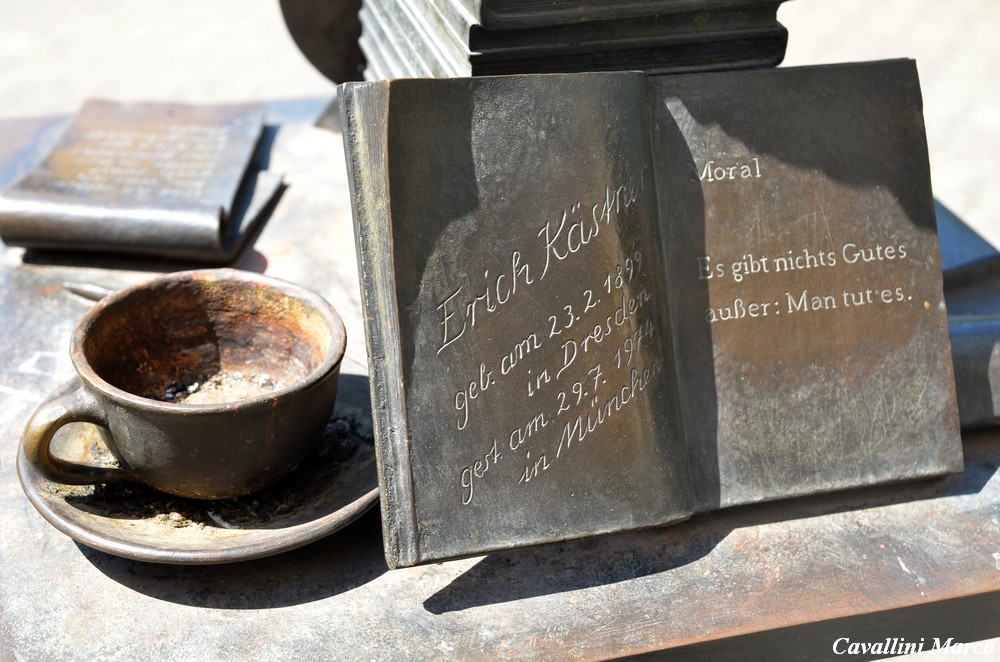 Erich Kästner
geb. am 23.2.1899
in Dresden
gest. am 29.7.1974
in München
Moral
Es gibt nichts Gutes
außer: Man tut es.
Cavallini Marco